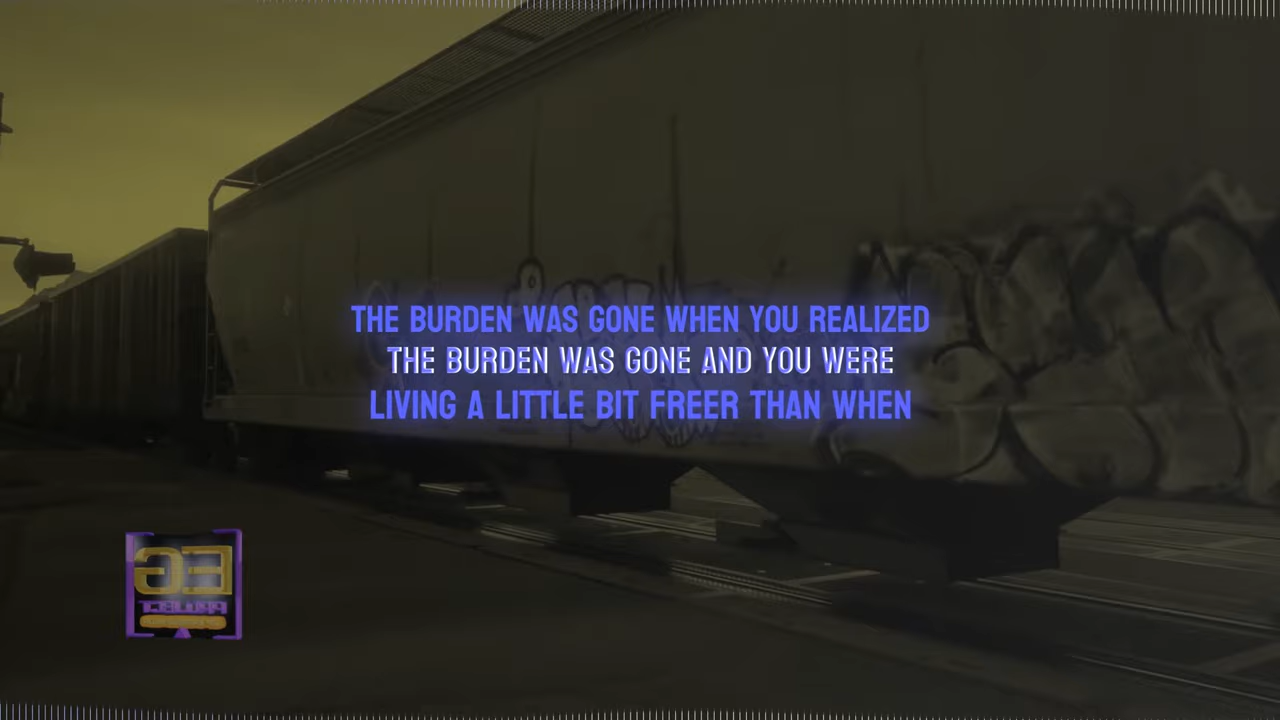 THE BURDEN WAS GONE WHEN YOU REALIZED
THE BURDEN WAS GONE AND YOU WERE
LIVING A LITTLE BIT FREER THAN WHEN
EG